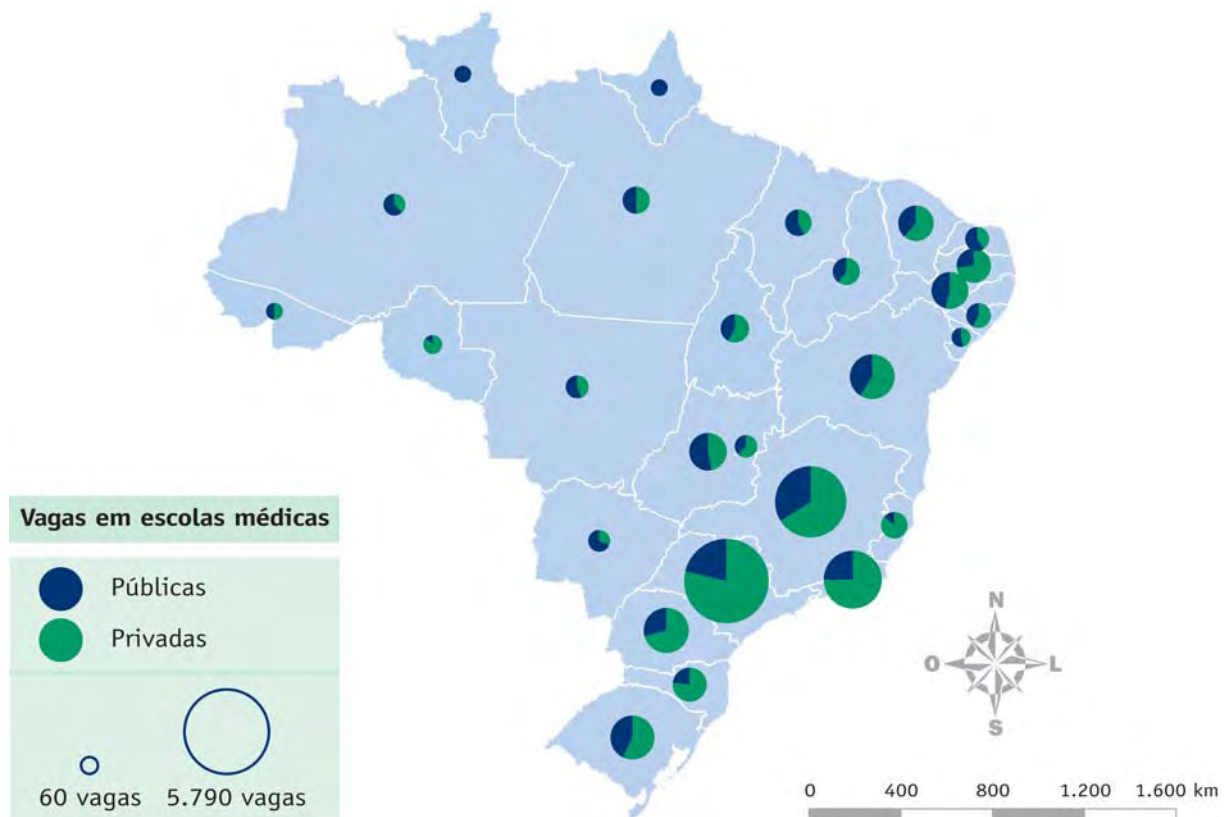 Vagas em escolas médicas
Públicas
Privadas
60 vagas 5.790 vagas
N
O L
S
0 400 800 1.200 1.600 km